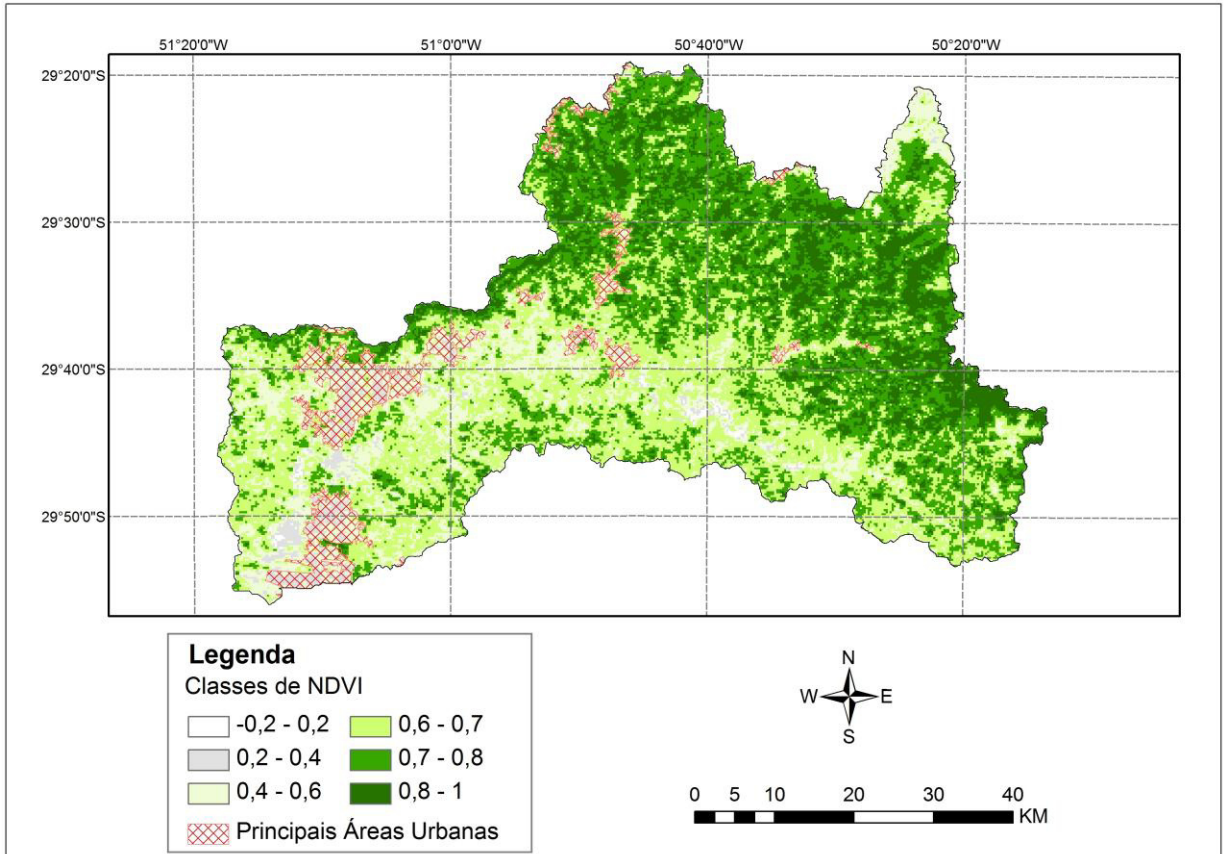 51°20'0"W 51°0'0"W 50°40'0"W 50°20'0"W
29°20'0"S
29°30'0"S
29°40'0"S
29°50'0"S
Legenda
Classes de NDVI
-0,2 - 0,2 0,6 - 0,7
0,2 - 0,4 0,7 - 0,8
0,4 - 0,6 0,8 - 1
Principais Áreas Urbanas
N
W E
S
0 5 10 20 30 40
KM